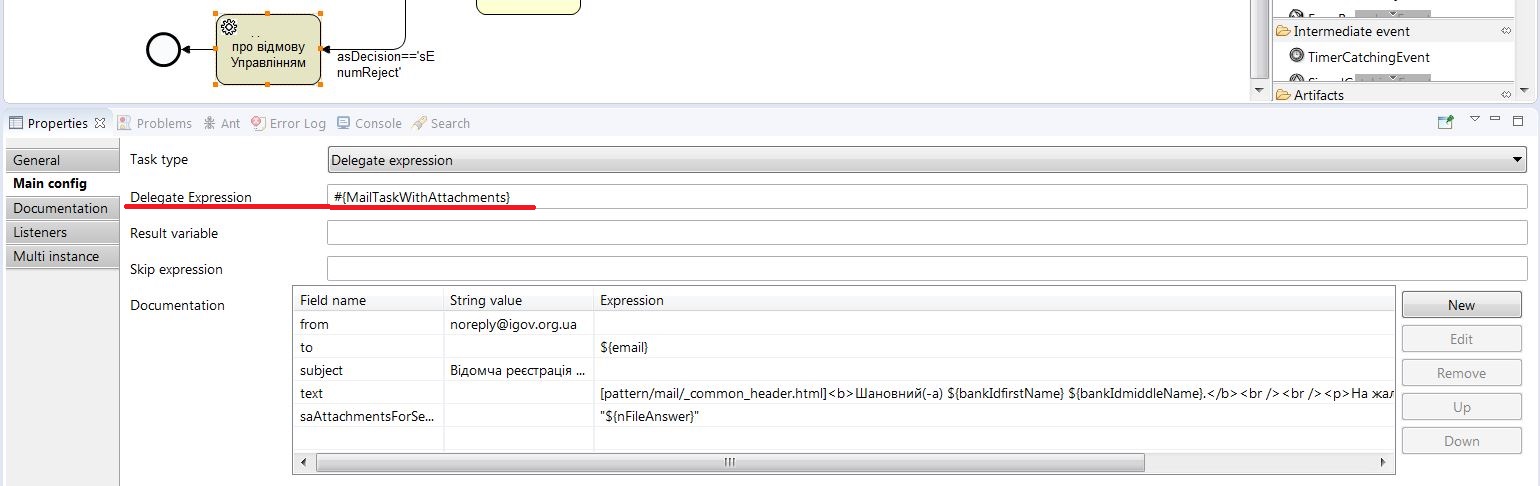 про відмову
Управлінням
asDecision=='sE
numReject'
Intermediate event
TimerCatchingEvent
Artifacts
Properties Problems Ant Error Log Console Search
General
Main config
Documentation
Listeners
Multi instance
Task type Delegate expression
Delegate Expression #{MailTaskWithAttachments}
Result variable
Skip expression
Documentation
Field name String value Expression
from noreply@igov.org.ua
to ${email}
subject Відомча реєстрація ...
text [pattern/mail/_common_header.html]<b>Шановний(-а) ${bankIdfirstName} ${bankIdmiddleName}.</b><br /><br /><p>На жал
saAttachmentsForSe... "${nFileAnswer}"
New
Edit
Remove
Up
Down